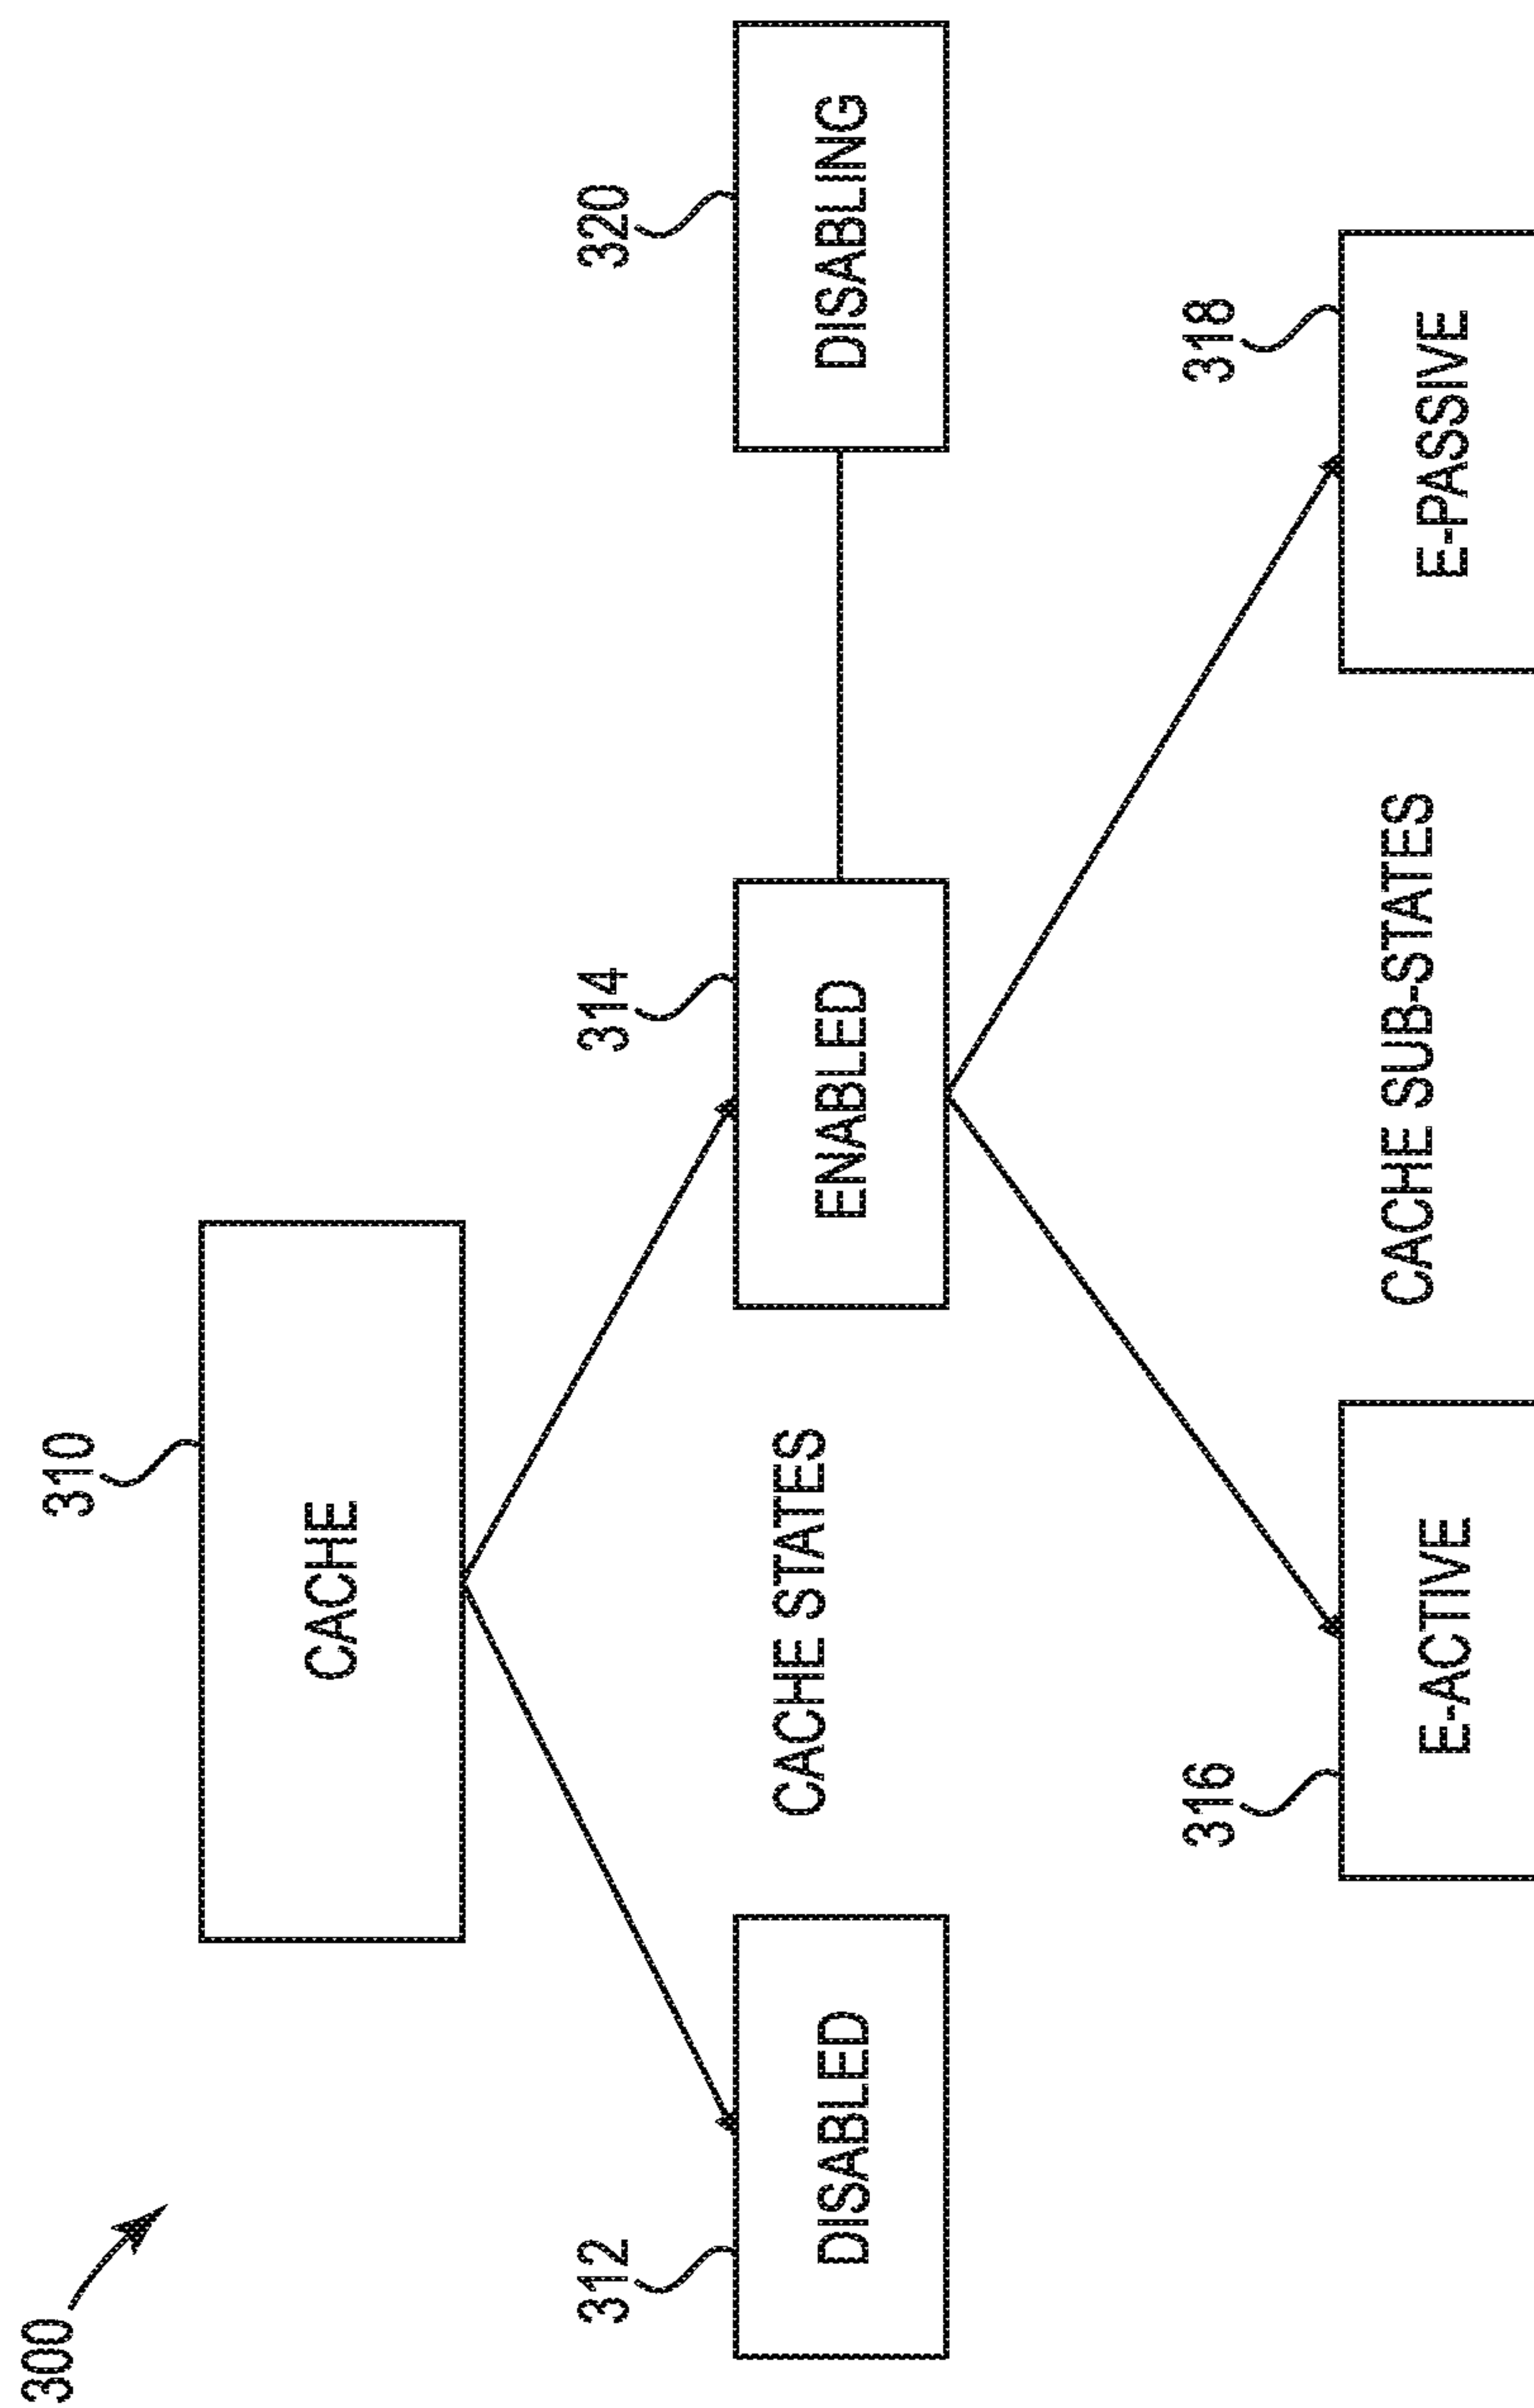 300
310
CACHE
312
314
320
DISABLED
CACHE STATES
ENABLED
DISABLING
316
318
E-ACTIVE
CACHE SUB-STATES
E-PASSIVE